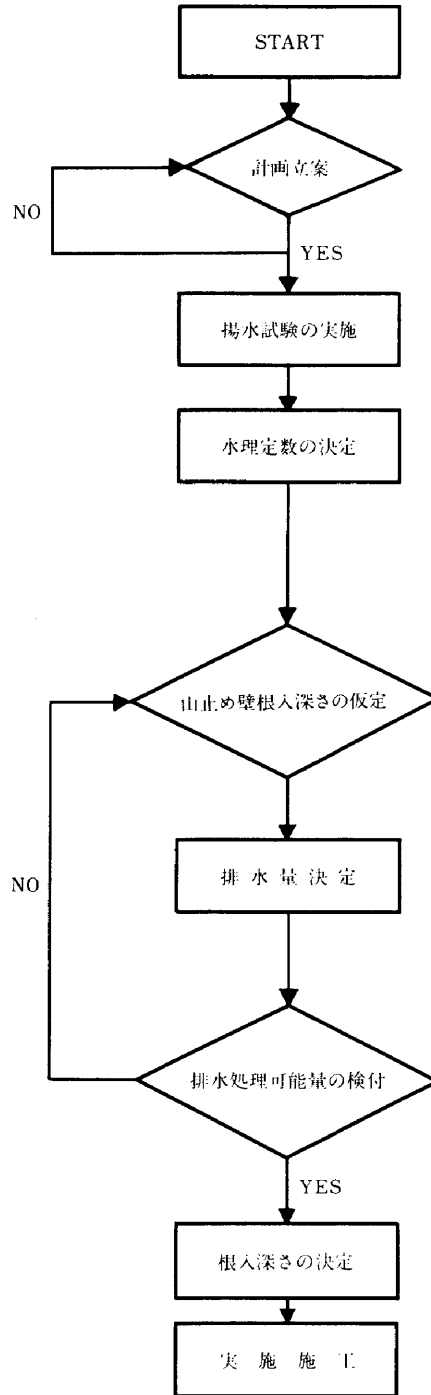 START
計画立案
NO
YES
揚水試験の実施
水理定数の決定
山止め壁根入深さの仮定
排水量決定
NO
排水処理可能量の検付
YES
根入深さの決定
実施施工